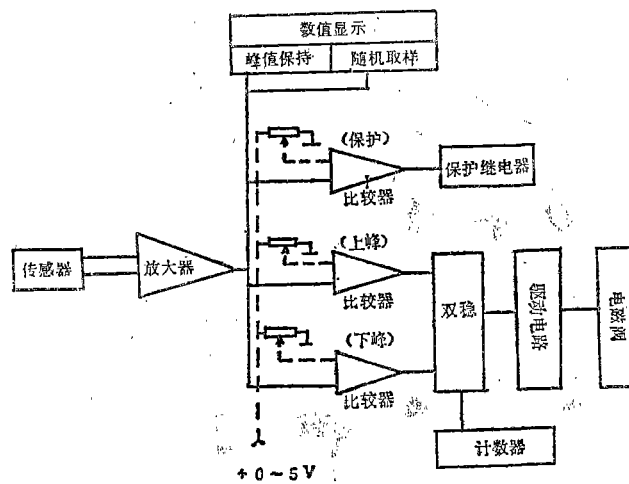 数值显示
峰值保持
随机取样
(保护)
保护继电器
比较器
(上峰)
传感器
放大器
比较器
双稳
驱动电路
电磁阀
(下峰)
比较器
计数器
+0～5V